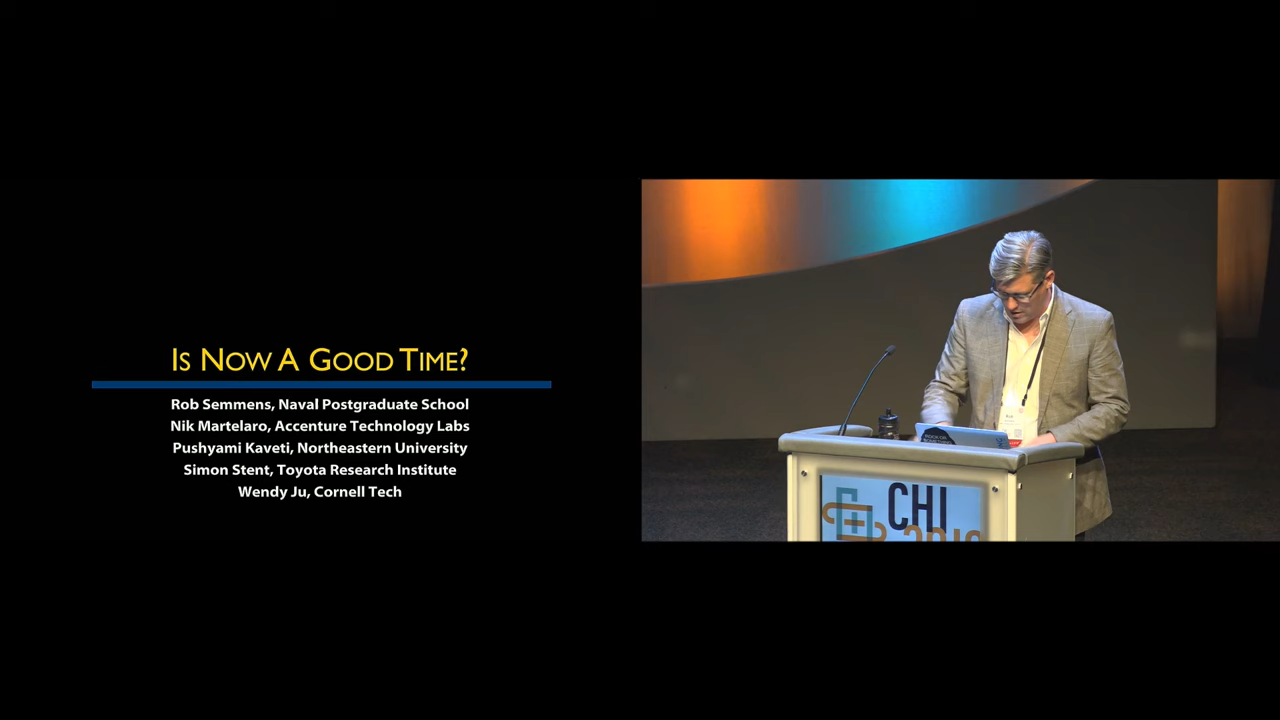 Is Now A Good Time?
Rob Semmens, Naval Postgraduate School
Nik Martelaro, Accenture Technology Labs
Pushyami Kaveti, Northeastern University
Simon Stent, Toyota Research Institute
Wendy Ju, Cornell Tech
CHI